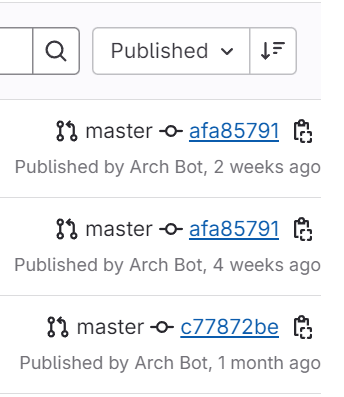 Published
master afa85791
Published by Arch Bot, 2 weeks ago
master afa85791
Published by Arch Bot, 4 weeks ago
master c77872be
Published by Arch Bot, 1 month ago